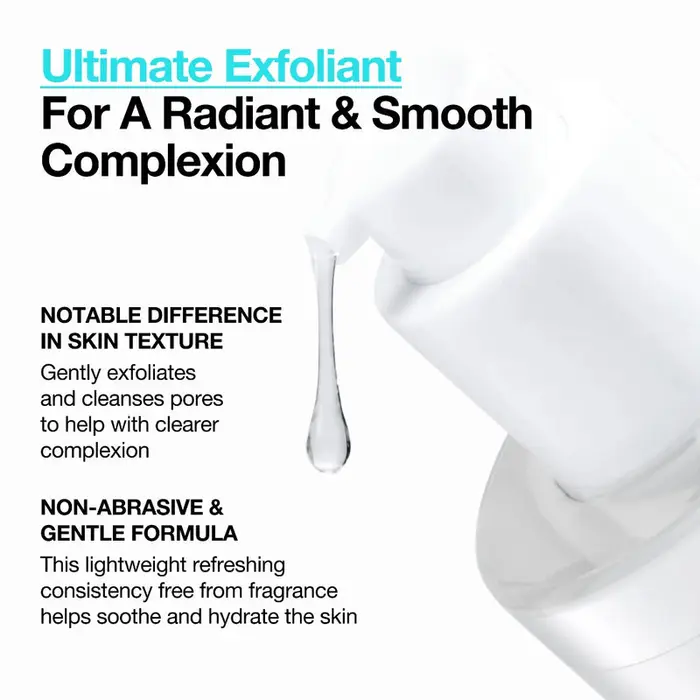 Ultimate Exfoliant
For A Radiant & Smooth
Complexion
NOTABLE DIFFERENCE
IN SKIN TEXTURE
Gently exfoliates
and cleanses pores
to help with clearer
complexion
NON-ABRASIVE &
GENTLE FORMULA
This lightweight refreshing
consistency free from fragrance
helps soothe and hydrate the skin